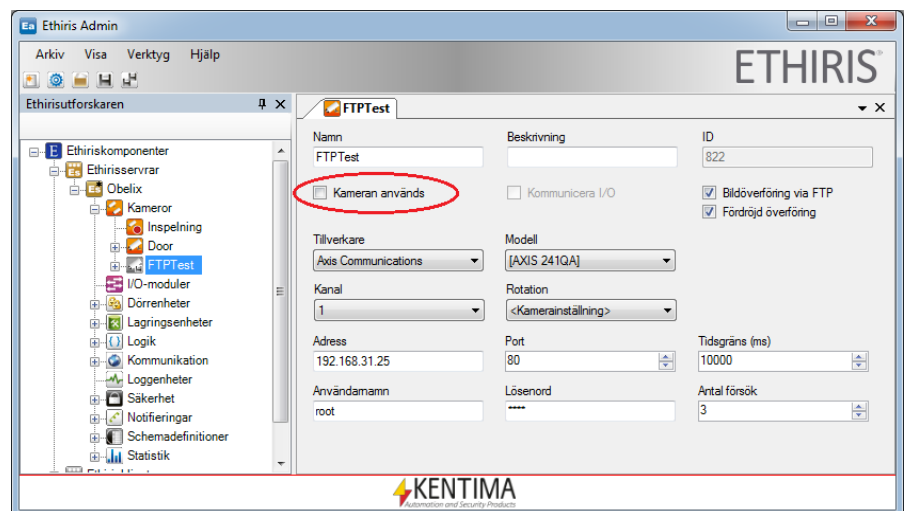 Ea Ethiris Admin
Arkiv Visa Verktyg Hjälp
ETHIRIS
Ethirisutforskaren
FTPTest
Ethiriskomponenter
Ethirisservrar
Obelix
Kameror
Inspelning
Door
FTPTest
I/O-moduler
Dörrenheter
Lagringsenheter
Logik
Kommunikation
Loggenheter
Säkerhet
Notifieringar
Schemadefinitioner
Statistik
Namn Beskrivning ID
FTPTest 822
Kameran används Kommunicera I/O Bildöverföring via FTP
Fördröjd överföring
Tillverkare Modell
Axis Communications [AXIS 241QA]
Kanal Rotation
1 <Kamerainställning>
Adress Port Tidsgräns (ms)
192.168.31.25 80 10000
Användarnamn Lösenord Antal försök
root **** 3
KENTIMA
Automation and Security Products